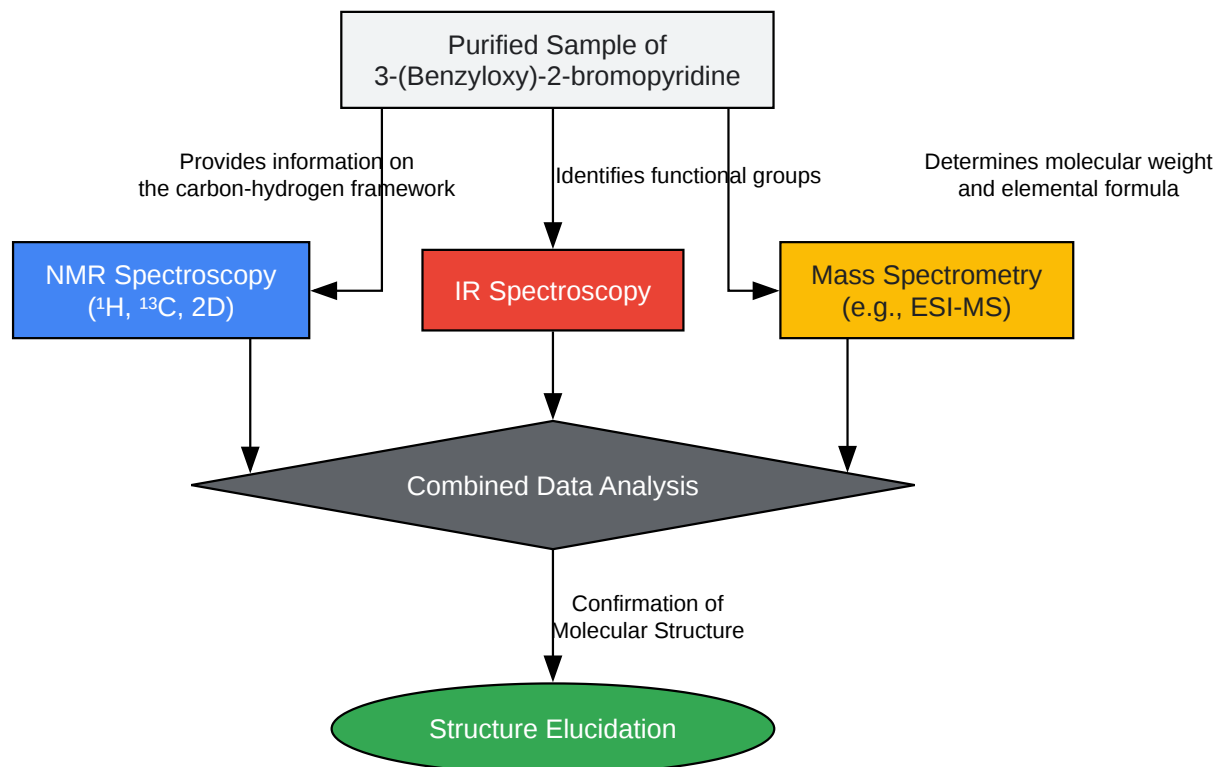 Purified Sample of
3-(Benzyloxy)-2-bromopyridine
Provides information on
the carbon-hydrogen framework
Identifies functional groups
Determines molecular weight
and elemental formula
NMR Spectroscopy
(¹H, ¹³C, 2D)
IR Spectroscopy
Mass Spectrometry
(e.g., ESI-MS)
Combined Data Analysis
Confirmation of
Molecular Structure
Structure Elucidation